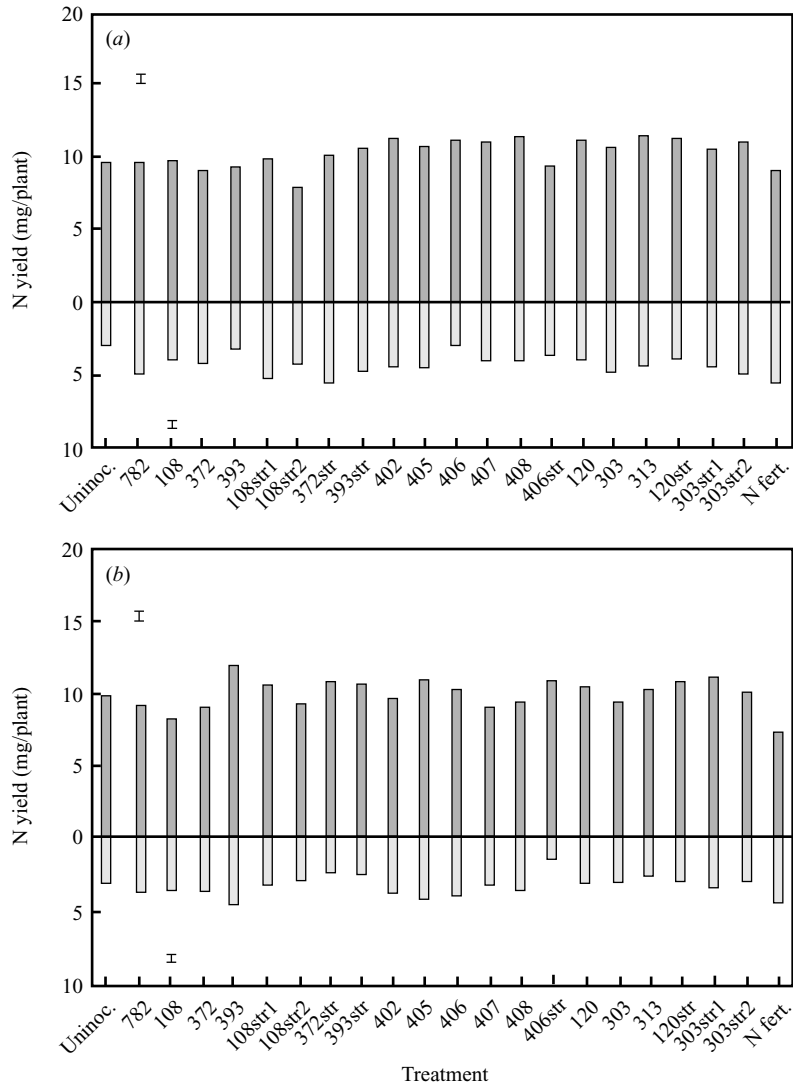 20
(a)
15
10
5
0
5
10
N yield (mg/plant)
Uninoc.
782
108
372
393
108str1
108str2
372str
393str
402
405
406
407
408
406str
120
303
313
120str
303str1
303str2
N fert.
20
(b)
15
10
5
0
5
10
N yield (mg/plant)
Uninoc.
782
108
372
393
108str1
108str2
372str
393str
402
405
406
407
408
406str
120
303
313
120str
303str1
303str2
N fert.
Treatment